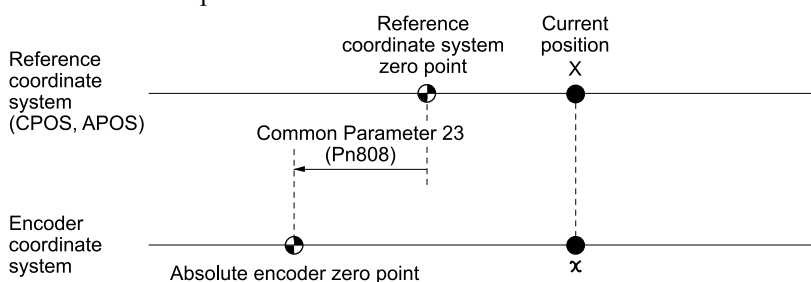 Reference
coordinate system
zero point
Current
position
X
Reference
coordinate
system
(CPOS, APOS)
Common Parameter 23
(Pn808)
Encoder
coordinate
system
Absolute encoder zero point
x